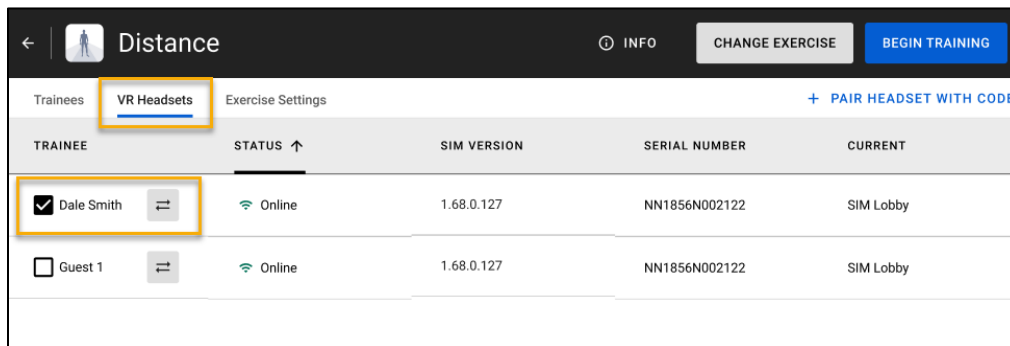 Distance INFO CHANGE EXERCISE BEGIN TRAINING
Trainees VR Headsets Exercise Settings + PAIR HEADSET WITH CODE
TRAINEE STATUS SIM VERSION SERIAL NUMBER CURRENT
Dale Smith Online 1.68.0.127 NN1856N002122 SIM Lobby
Guest 1 Online 1.68.0.127 NN1856N002122 SIM Lobby